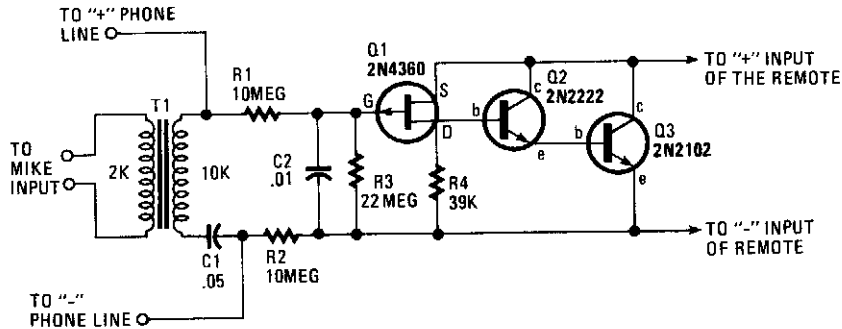 TO "+" PHONE
LINE
R1
10MEG
Q1
2N4360
S
G
D
Q2
2N2222
c
b
e
TO "+" INPUT
OF THE REMOTE
c
b
Q3
2N2102
e
T1
TO
MIKE
INPUT
2K
10K
C2
.01
R3
22MEG
R4
39K
C1
.05
R2
10MEG
TO "-" INPUT
OF REMOTE
TO "-"
PHONE LINE